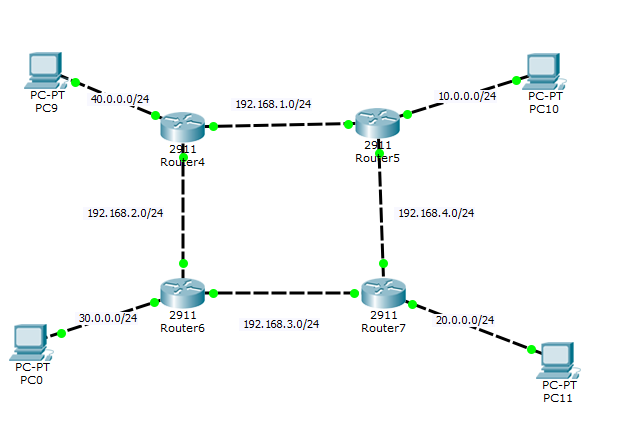 PC-PT
PC9
40.0.0.0/24
192.168.1.0/24
10.0.0.0/24
PC-PT
PC10
2911
Router4
2911
Router5
192.168.2.0/24
192.168.4.0/24
30.0.0.0/24
2911
Router6
192.168.3.0/24
2911
Router7
20.0.0.0/24
PC-PT
PC0
PC-PT
PC11